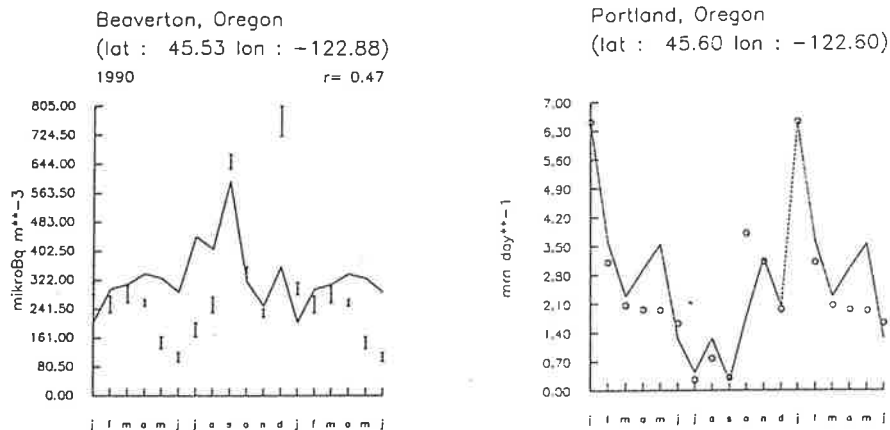 Beaverton, Oregon
(lat : 45.53 lon : -122.88)
1990 r= 0.47
mikroBq m**-3
805.00
724.50
644.00
563.50
483.00
402.50
322.00
241.50
161.00
80.50
0.00
j f m a m j j a s o n d j f m a m j
Portland, Oregon
(lat : 45.60 lon : -122.60)
mm day**-1
7.00
6.30
5.60
4.90
4.20
3.50
2.80
2.10
1.40
0.70
0.00
j f m a m j j a s o n d j f m a m j